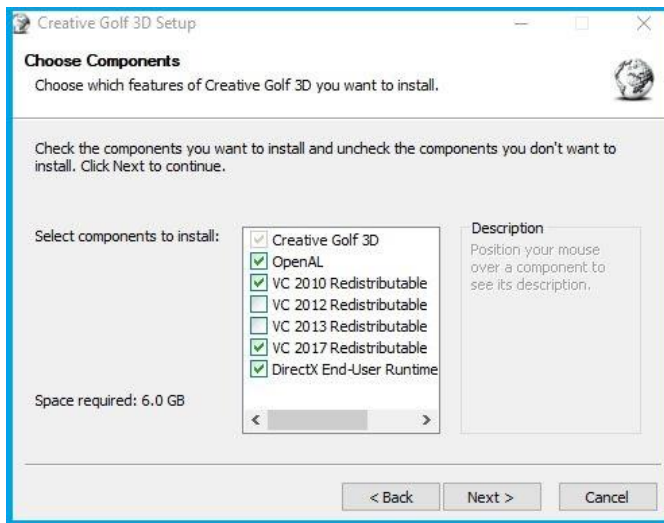 Creative Golf 3D Setup
Choose Components
Choose which features of Creative Golf 3D you want to install.
Check the components you want to install and uncheck the components you don't want to
install. Click Next to continue.
Select components to install:
Creative Golf 3D
OpenAL
VC 2010 Redistributable
VC 2012 Redistributable
VC 2013 Redistributable
VC 2017 Redistributable
DirectX End-User Runtime
Description
Position your mouse
over a component to
see its description.
Space required: 6.0 GB
< Back
Next >
Cancel